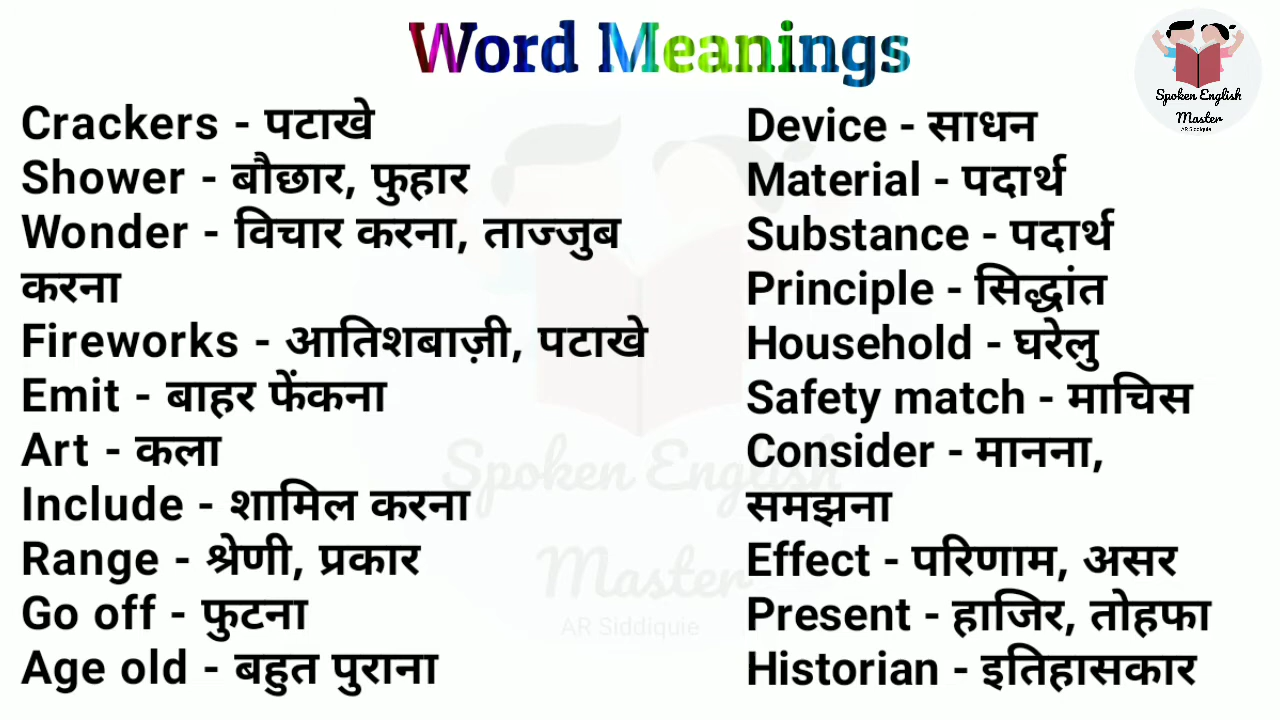 Word Meanings
Spoken English
Master
AR Siddiquie
Crackers - पटाखे
Shower - बौछार, फुहार
Wonder - विचार करना, ताज्जुब
करना
Fireworks - आतिशबाज़ी, पटाखे
Emit - बाहर फेंकना
Art - कला
Include - शामिल करना
Range - श्रेणी, प्रकार
Go off - फुटना
Age old - बहुत पुराना
Device - साधन
Material - पदार्थ
Substance - पदार्थ
Principle - सिद्धांत
Household - घरेलु
Safety match - माचिस
Consider - मानना,
समझना
Effect - परिणाम, असर
Present - हाजिर, तोहफा
Historian - इतिहासकार
Spoken English
Master
AR Siddiquie